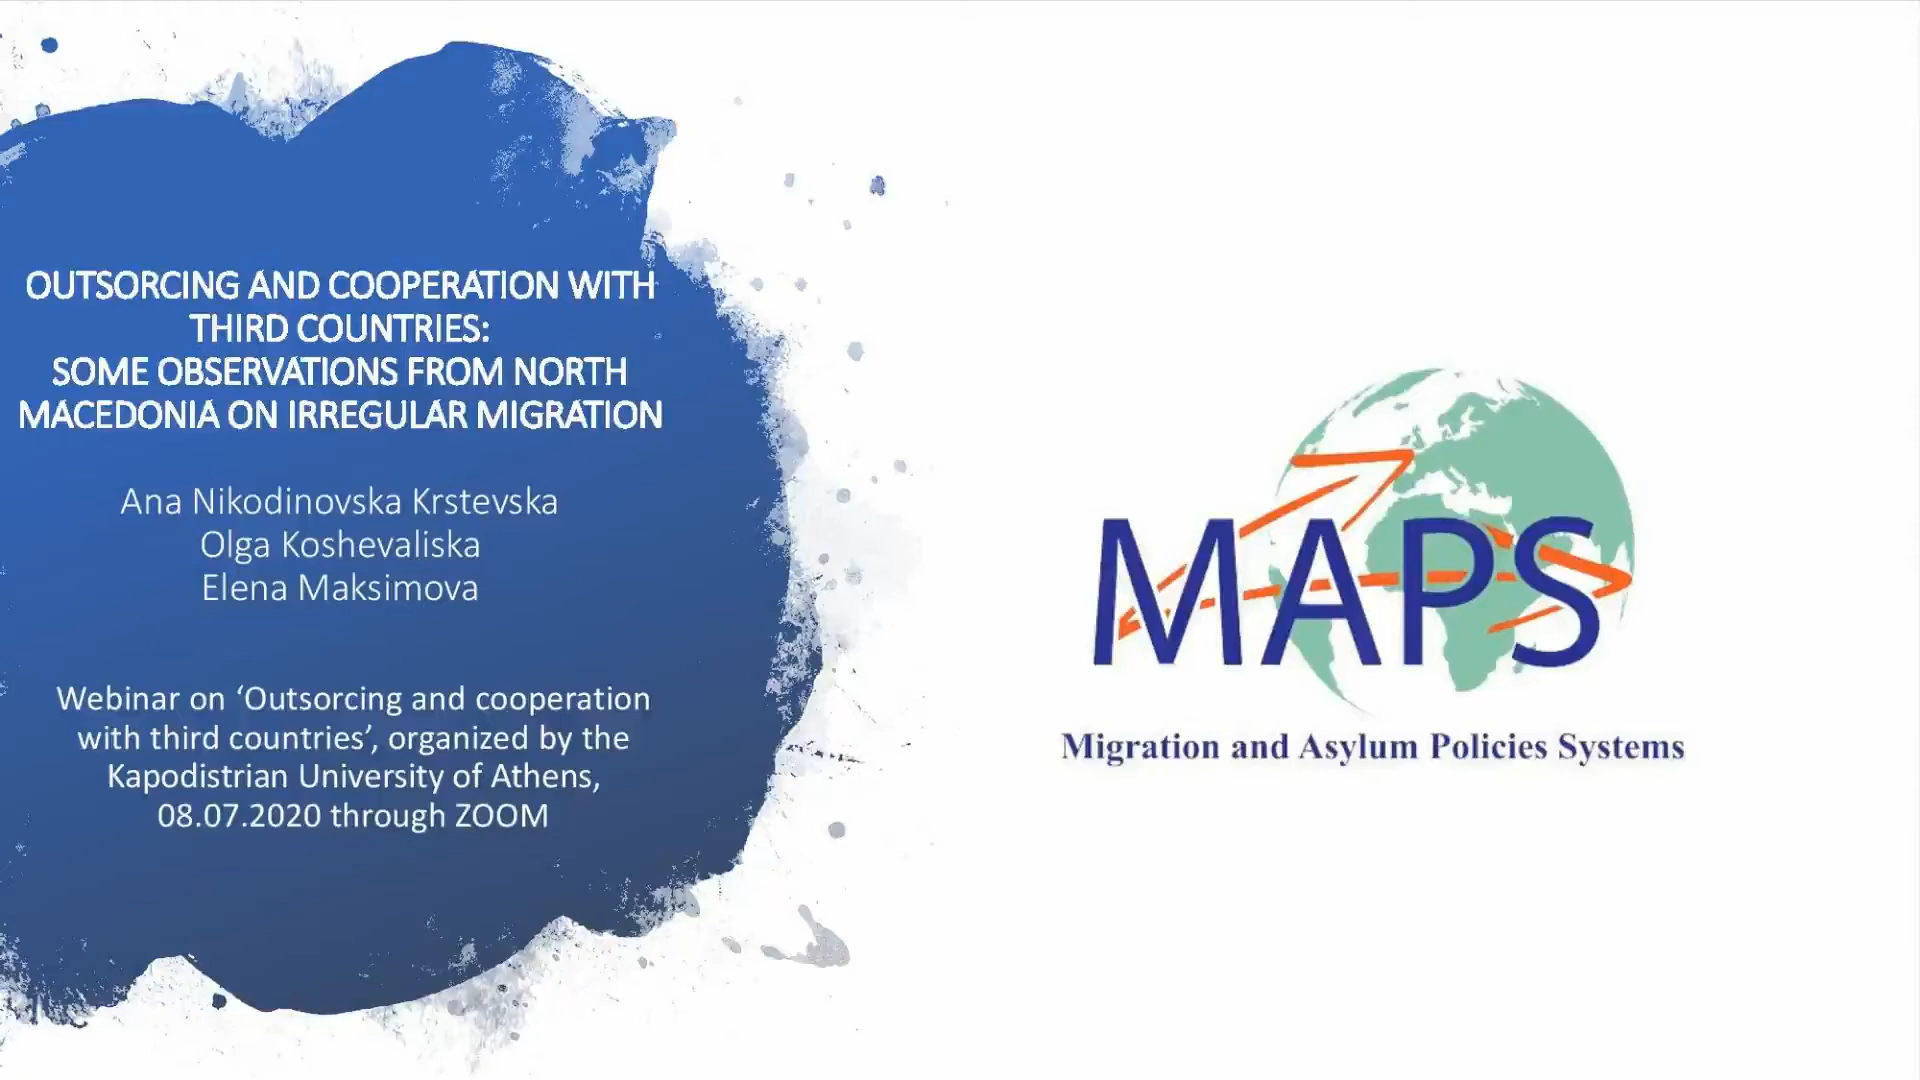 OUTSORCING AND COOPERATION WITH
THIRD COUNTRIES:
SOME OBSERVATIONS FROM NORTH
MACEDONIA ON IRREGULAR MIGRATION
Ana Nikodinovska Krstevska
Olga Koshevaliska
Elena Maksimova
Webinar on ‘Outsorcing and cooperation
with third countries’, organized by the
Kapodistrian University of Athens,
08.07.2020 through ZOOM
MAPS
Migration and Asylum Policies Systems